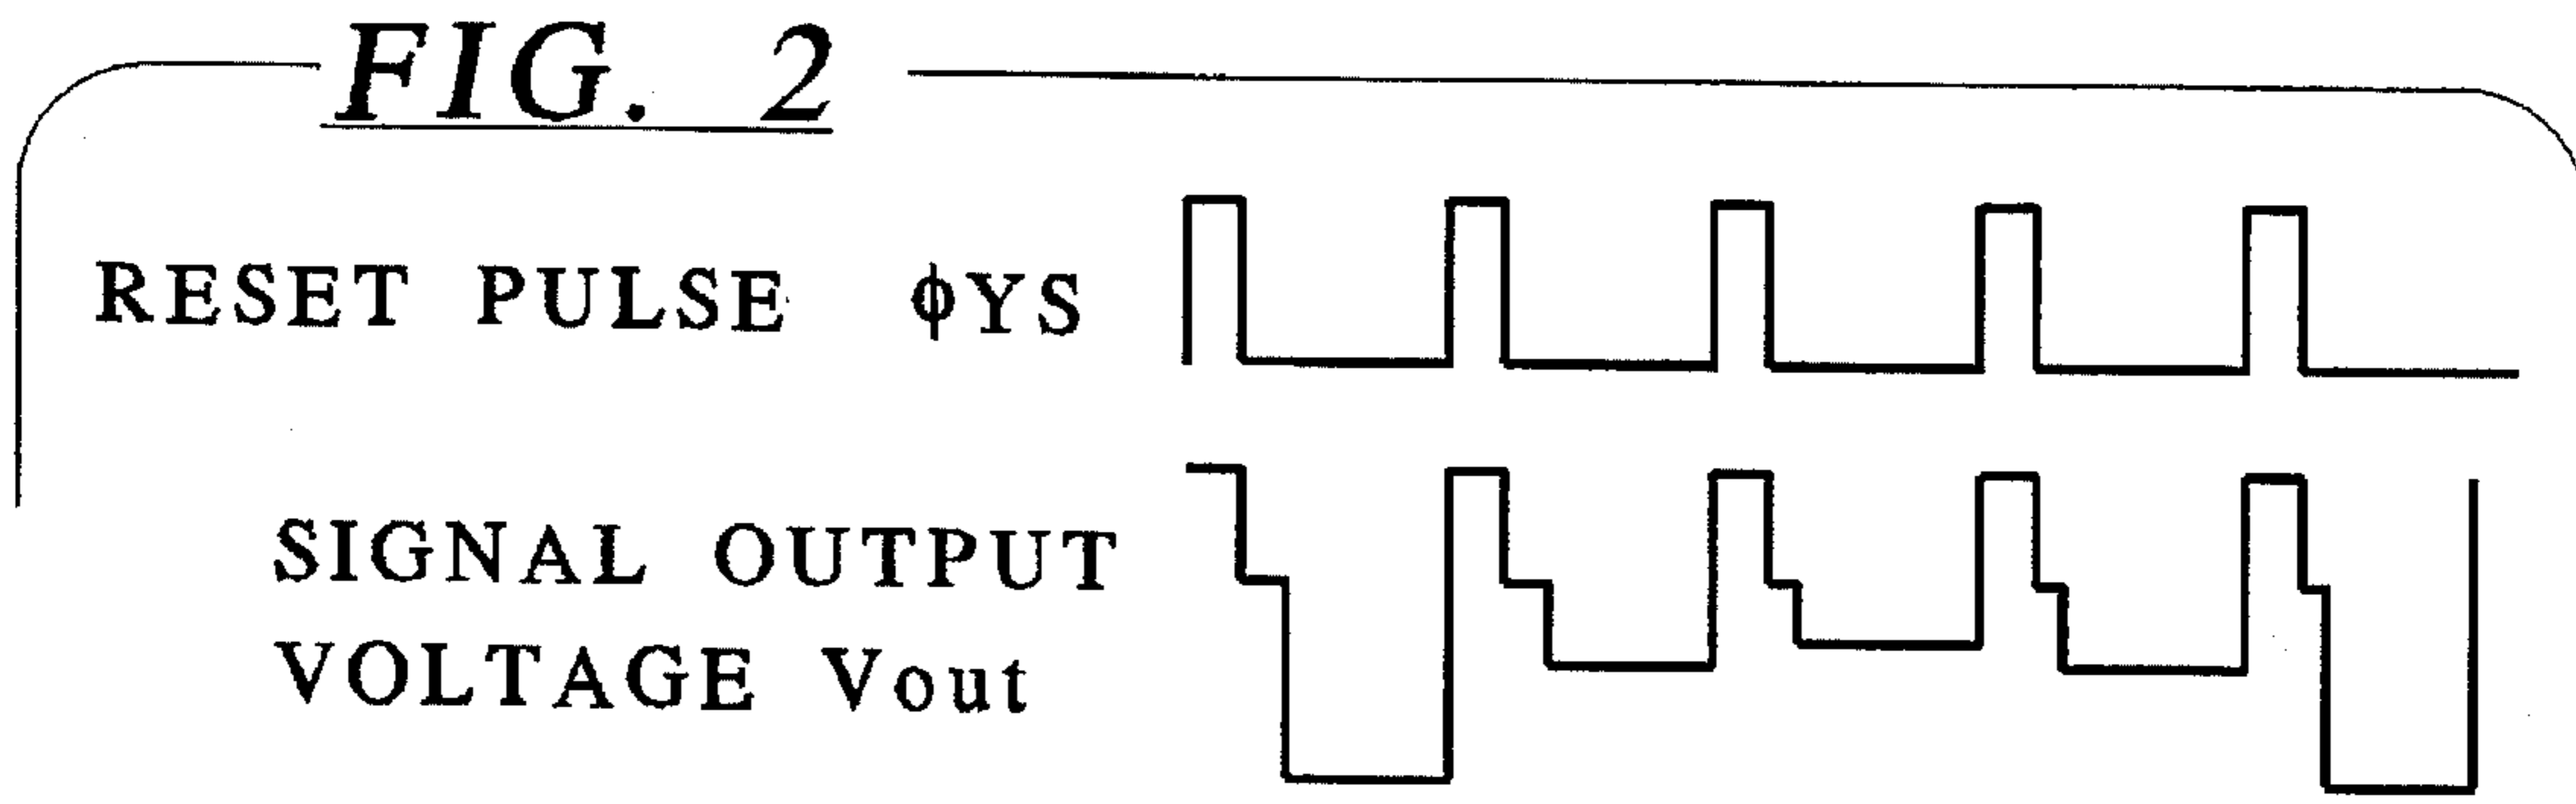 FIG. 2
RESET PULSE ϕYS
SIGNAL OUTPUT
VOLTAGE Vout